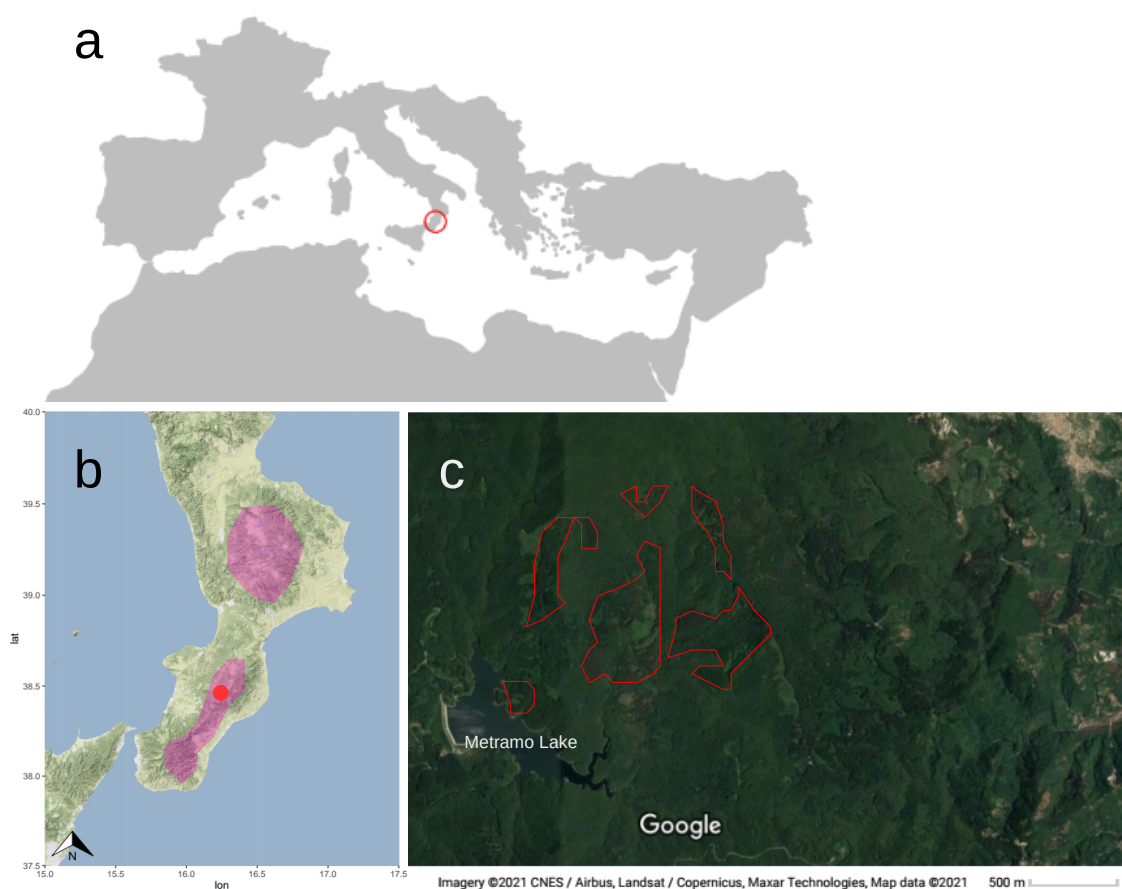 a
b
c
40.0
39.5
39.0
38.5
38.0
37.5
lat
15.0 15.5 16.0 16.5 17.0 17.5
lon
N
Metramo Lake
Google
Imagery ©2021 CNES / Airbus, Landsat / Copernicus, Maxar Technologies, Map data ©2021 500 m